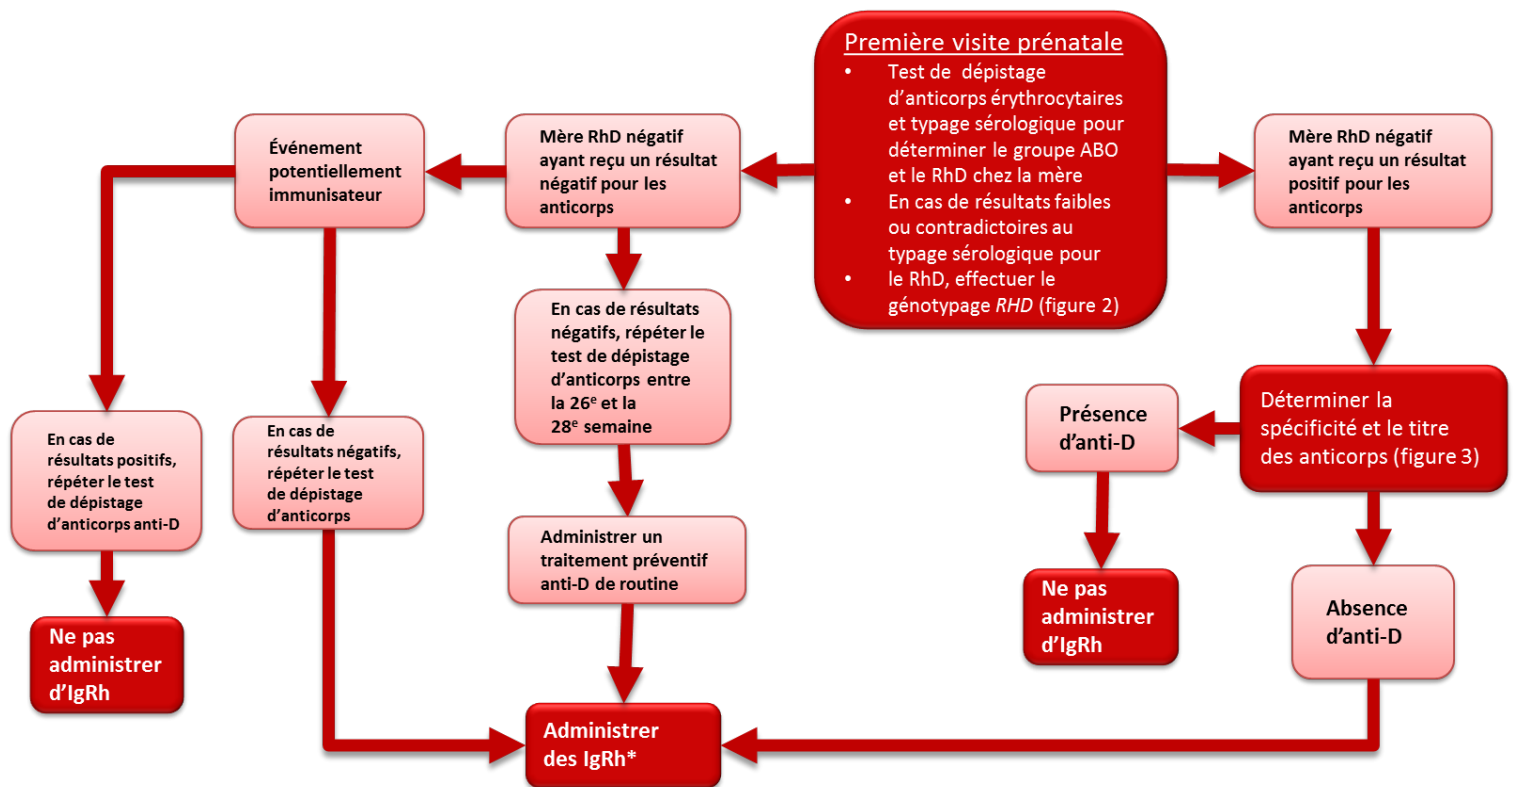 Première visite prénatale
• Test de dépistage
d'anticorps érythrocytaires
et typage sérologique pour
déterminer le groupe ABO
et le RhD chez la mère
• En cas de résultats faibles
ou contradictoires au
typage sérologique pour
• le RhD, effectuer le
génotypage RHD (figure 2)
Événement
potentiellement
immunisateur
Mère RhD négatif
ayant reçu un résultat
négatif pour les
anticorps
Mère RhD négatif
ayant reçu un résultat
positif pour les
anticorps
En cas de résultats
négatifs, répéter le
test de dépistage
d'anticorps entre
la 26e et la
28e semaine
En cas de
résultats positifs,
répéter le test
de dépistage
d'anticorps anti-D
En cas de
résultats négatifs,
répéter le test
de dépistage
d'anticorps
Présence
d'anti-D
Déterminer la
spécificité et le titre
des anticorps (figure 3)
Administrer un
traitement préventif
anti-D de routine
Ne pas
administrer
d'IgRh
Ne pas
administrer
d'IgRh
Absence
d'anti-D
Administrer
des IgRh*